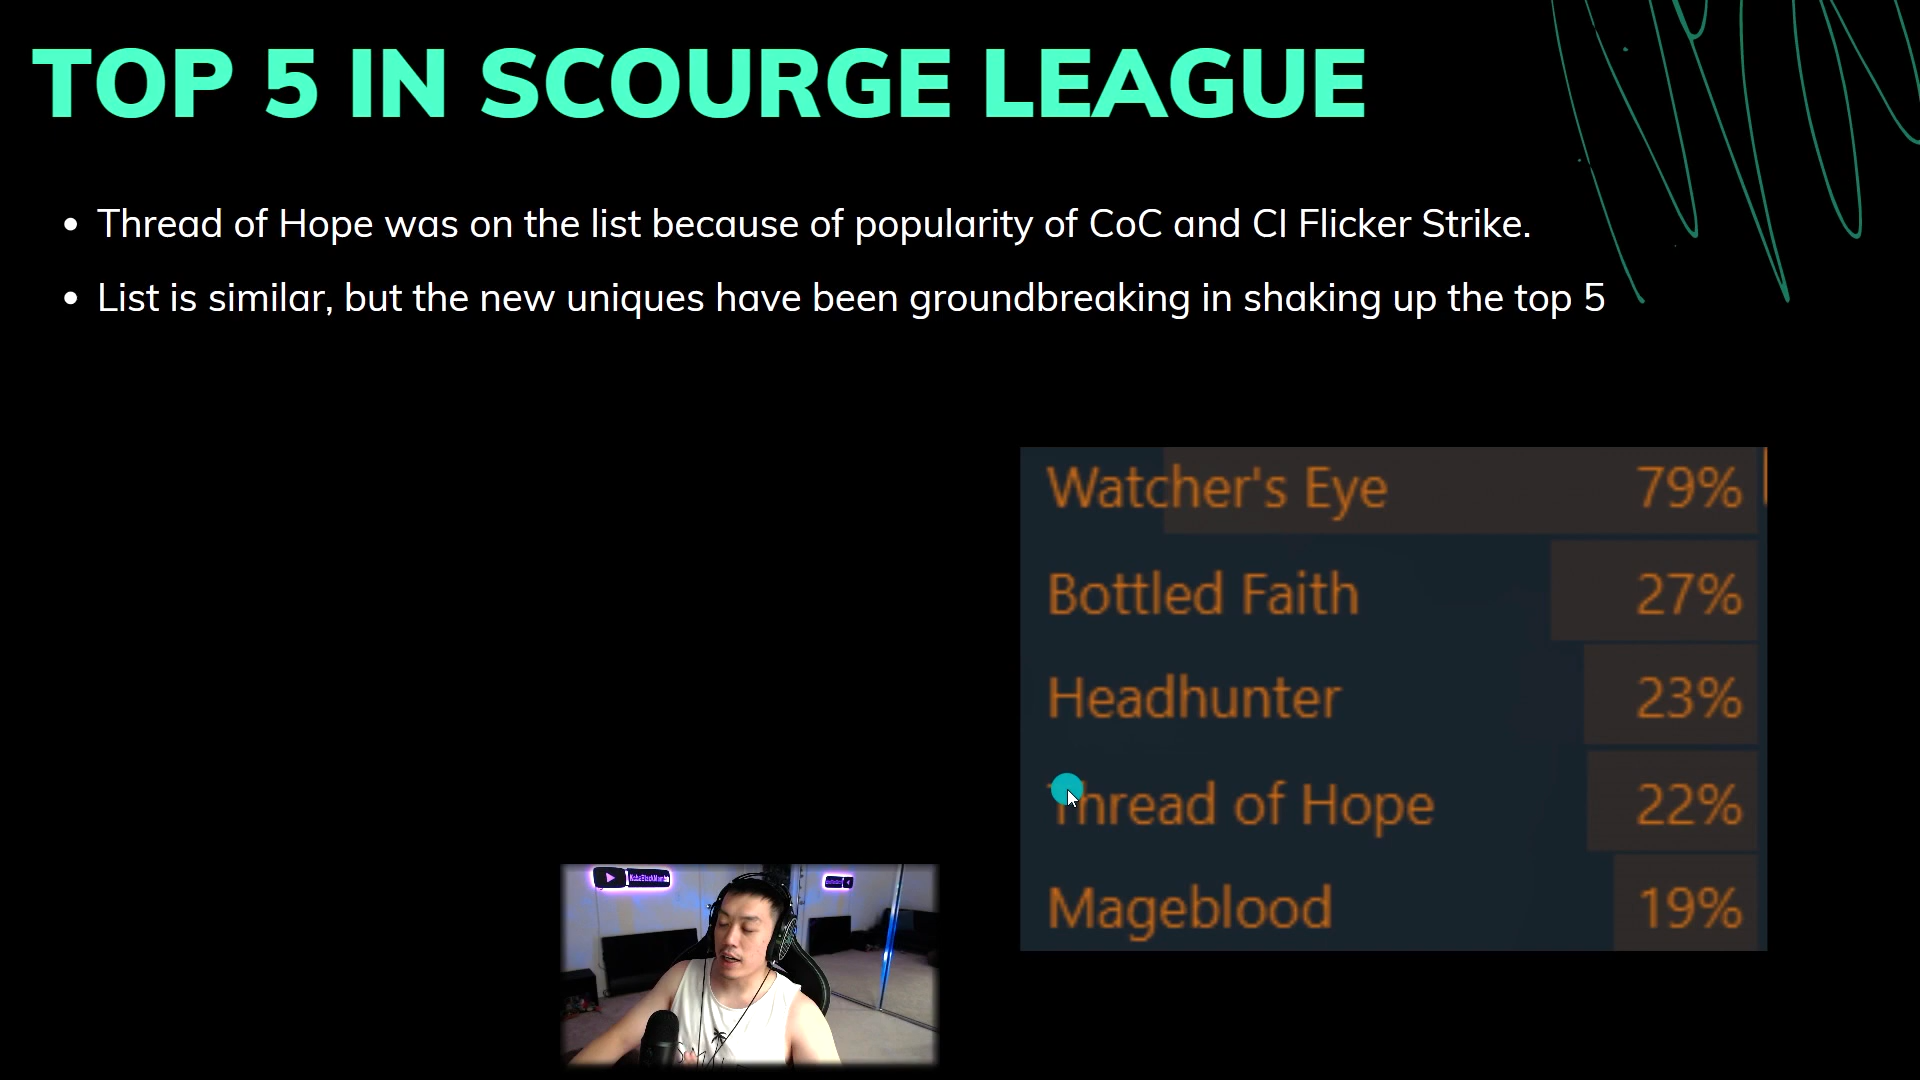 TOP 5 IN SCOURGE LEAGUE
• Thread of Hope was on the list because of popularity of CoC and CI Flicker Strike.
• List is similar, but the new uniques have been groundbreaking in shaking up the top 5
Watcher's Eye 79%
Bottled Faith 27%
Headhunter 23%
Thread of Hope 22%
Mageblood 19%